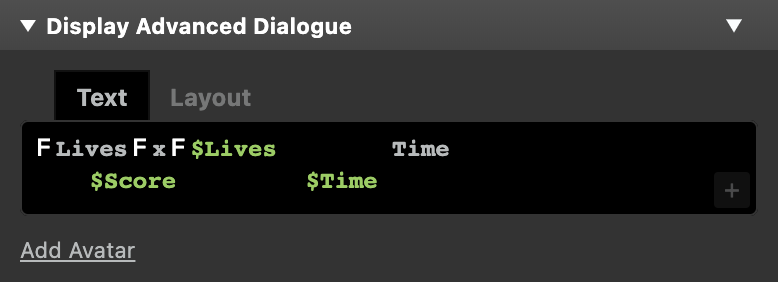 Display Advanced Dialogue
Text Layout
F Lives F x F $Lives Time
$Score $Time
+
Add Avatar